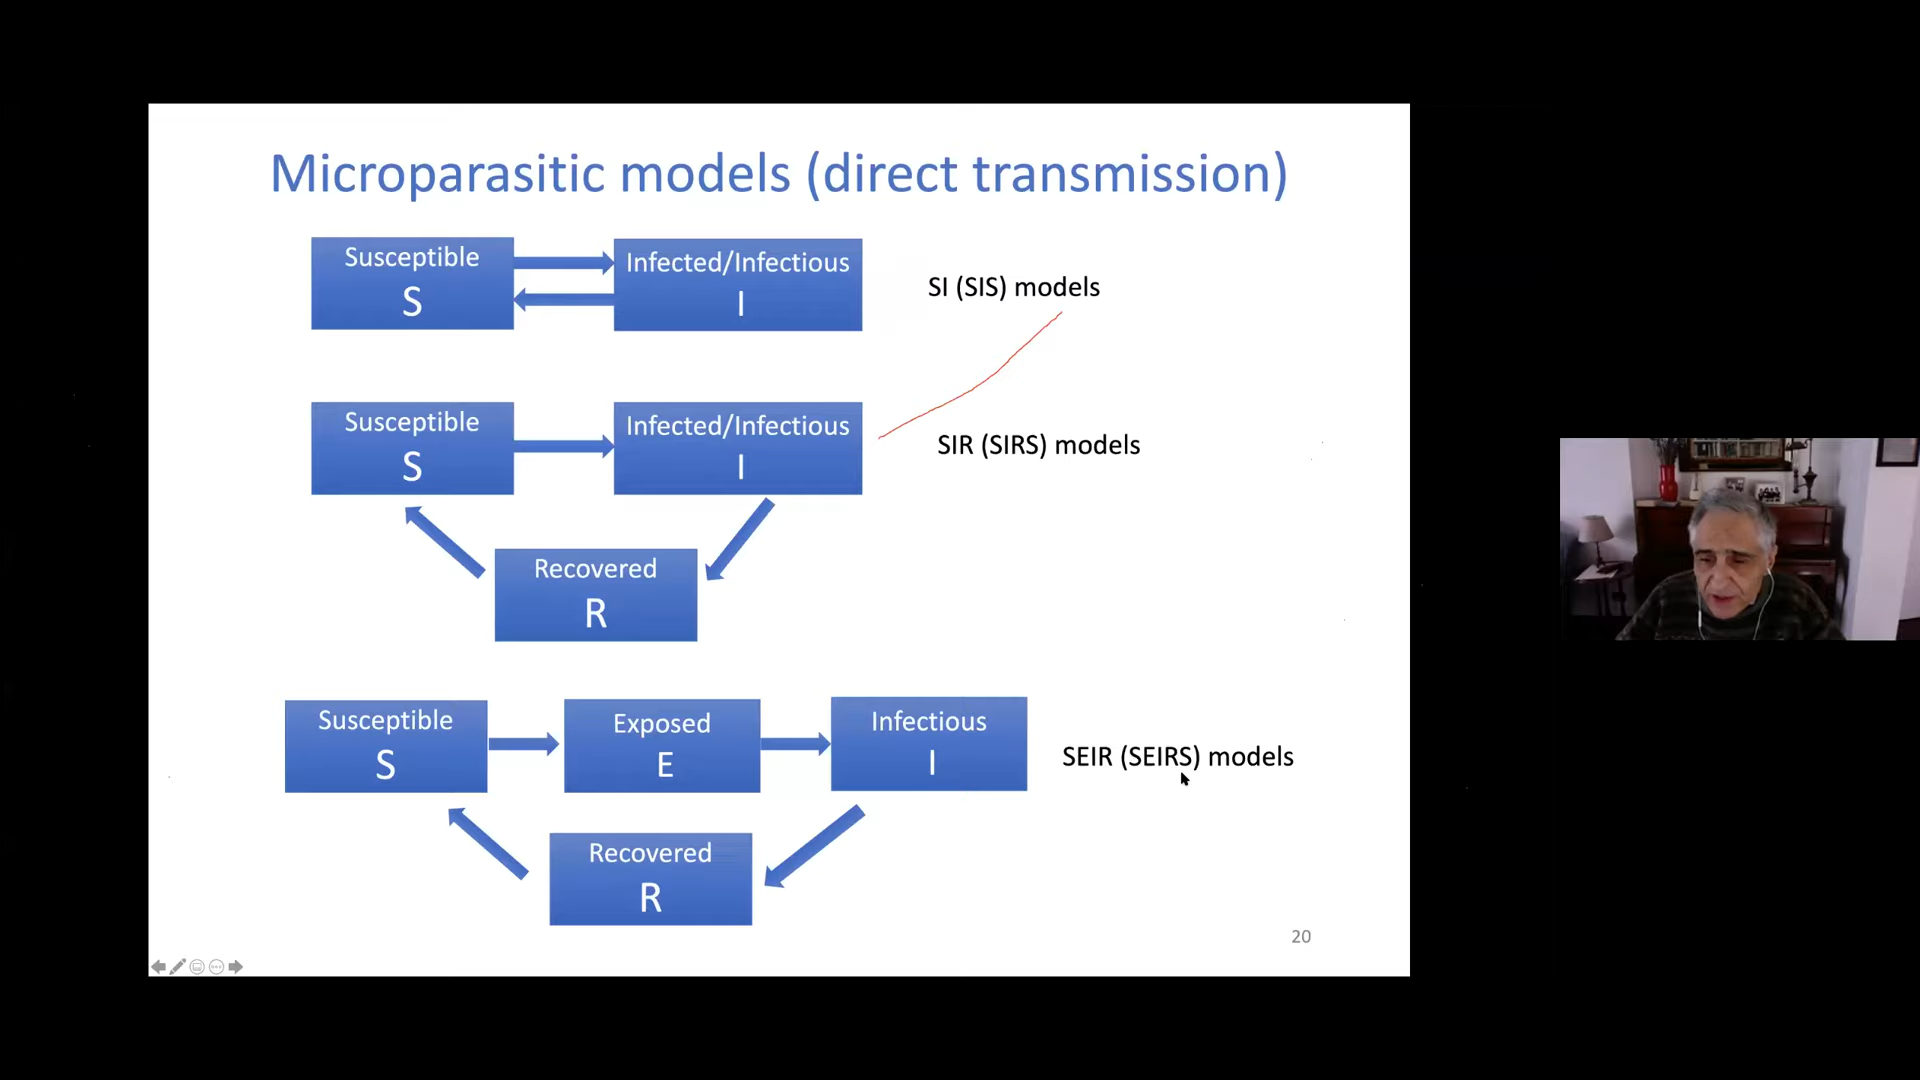 Microparasitic models (direct transmission)
Susceptible
S
Infected/Infectious
I
SI (SIS) models
Susceptible
S
Infected/Infectious
I
SIR (SIRS) models
Recovered
R
Susceptible
S
Exposed
E
Infectious
I
SEIR (SEIRS) models
Recovered
R
20